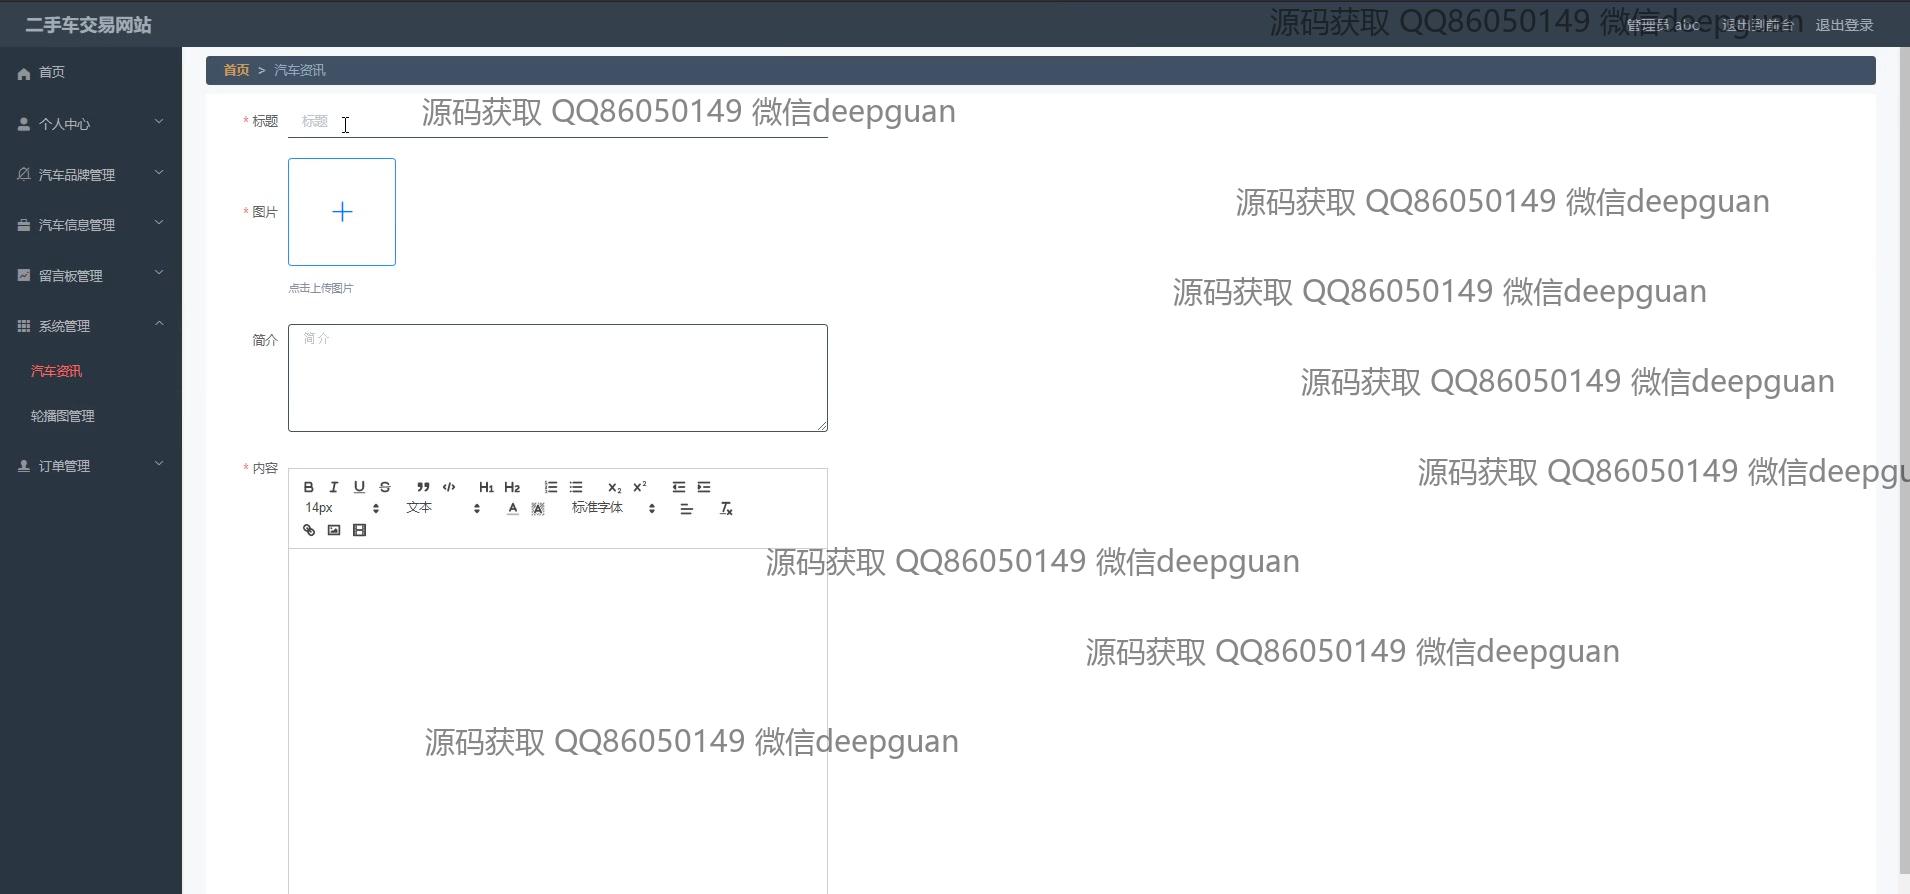 二手车交易网站
源码获取 QQ86050149 微信deepguan
管理员 abo 退出到前台 退出登录
首页
首页 > 汽车资讯
个人中心
汽车品牌管理
汽车信息管理
留言板管理
系统管理
汽车资讯
轮播图管理
订单管理
* 标题 标题
源码获取 QQ86050149 微信deepguan
* 图片
源码获取 QQ86050149 微信deepguan
点击上传图片
源码获取 QQ86050149 微信deepguan
简介 简介
源码获取 QQ86050149 微信deepguan
* 内容
源码获取 QQ86050149 微信deepgu
B I U S H1 H2 X2 X2
14px 文本 A A 标准字体 Tx
源码获取 QQ86050149 微信deepguan
源码获取 QQ86050149 微信deepguan
源码获取 QQ86050149 微信deepguan